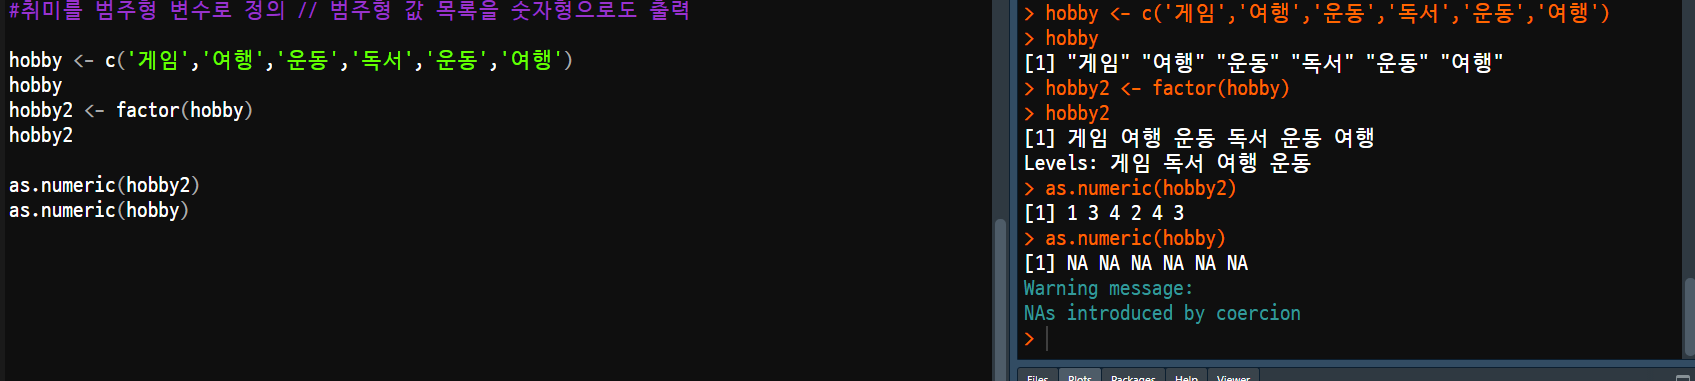 #취미를 범주형 변수로 정의 // 범주형 값 목록을 숫자형으로도 출력
hobby <- c('게임','여행','운동','독서','운동','여행')
hobby
hobby2 <- factor(hobby)
hobby2
as.numeric(hobby2)
as.numeric(hobby)
> hobby <- c('게임','여행','운동','독서','운동','여행')
> hobby
[1] "게임" "여행" "운동" "독서" "운동" "여행"
> hobby2 <- factor(hobby)
> hobby2
[1] 게임 여행 운동 독서 운동 여행
Levels: 게임 독서 여행 운동
> as.numeric(hobby2)
[1] 1 3 4 2 4 3
> as.numeric(hobby)
[1] NA NA NA NA NA NA
Warning message:
NAs introduced by coercion
>
Files Plots Packages Help Viewer